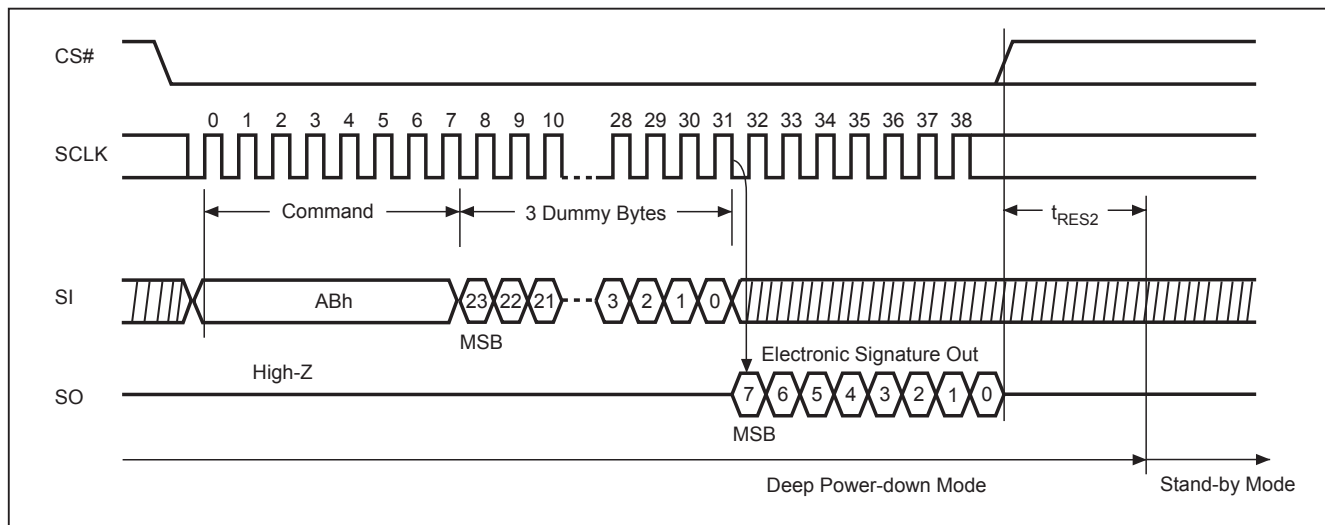 CS#
0 1 2 3 4 5 6 7 8 9 10 28 29 30 31 32 33 34 35 36 37 38
SCLK
Command
3 Dummy Bytes
tRES2
SI
ABh
23 22 21 3 2 1 0
MSB
Electronic Signature Out
High-Z
SO
7 6 5 4 3 2 1 0
MSB
Deep Power-down Mode
Stand-by Mode